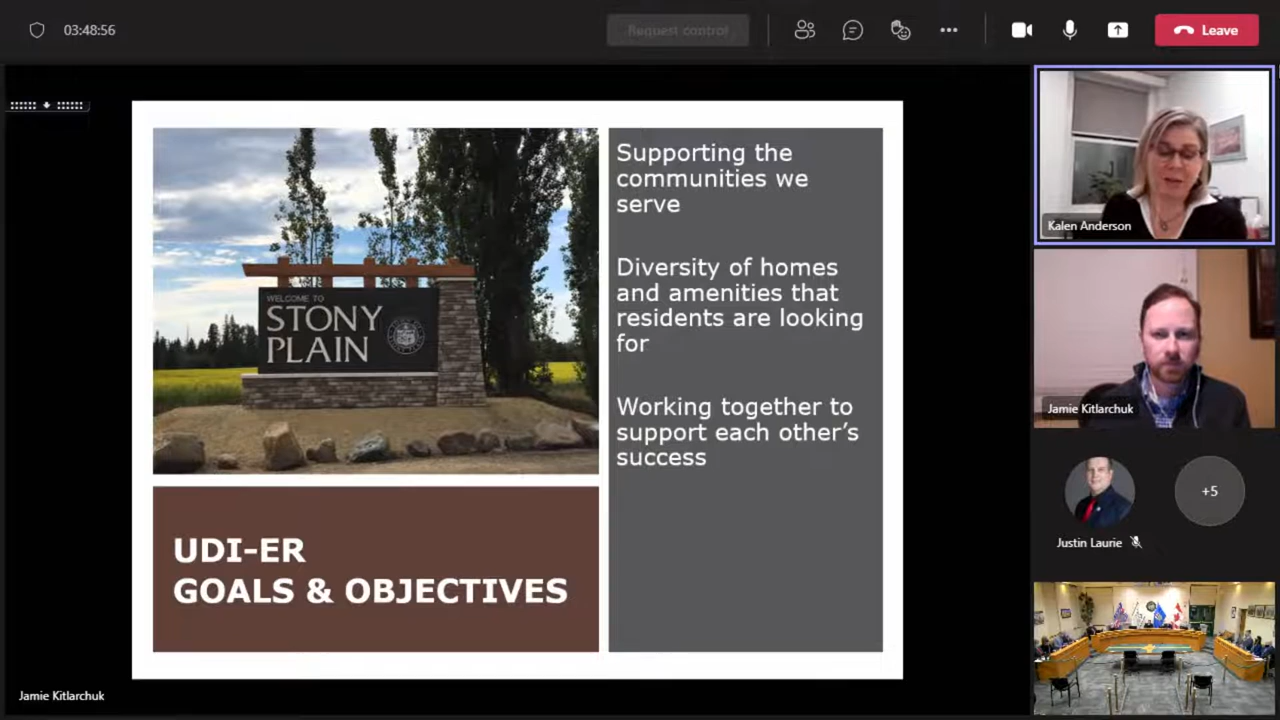 03:48:56
Request control
Leave
WELCOME TO
STONY
PLAIN
Supporting the
communities we
serve
Diversity of homes
and amenities that
residents are looking
for
Working together to
support each other's
success
UDI-ER
GOALS & OBJECTIVES
Kalen Anderson
Jamie Kitlarchuk
+5
Justin Laurie
Jamie Kitlarchuk